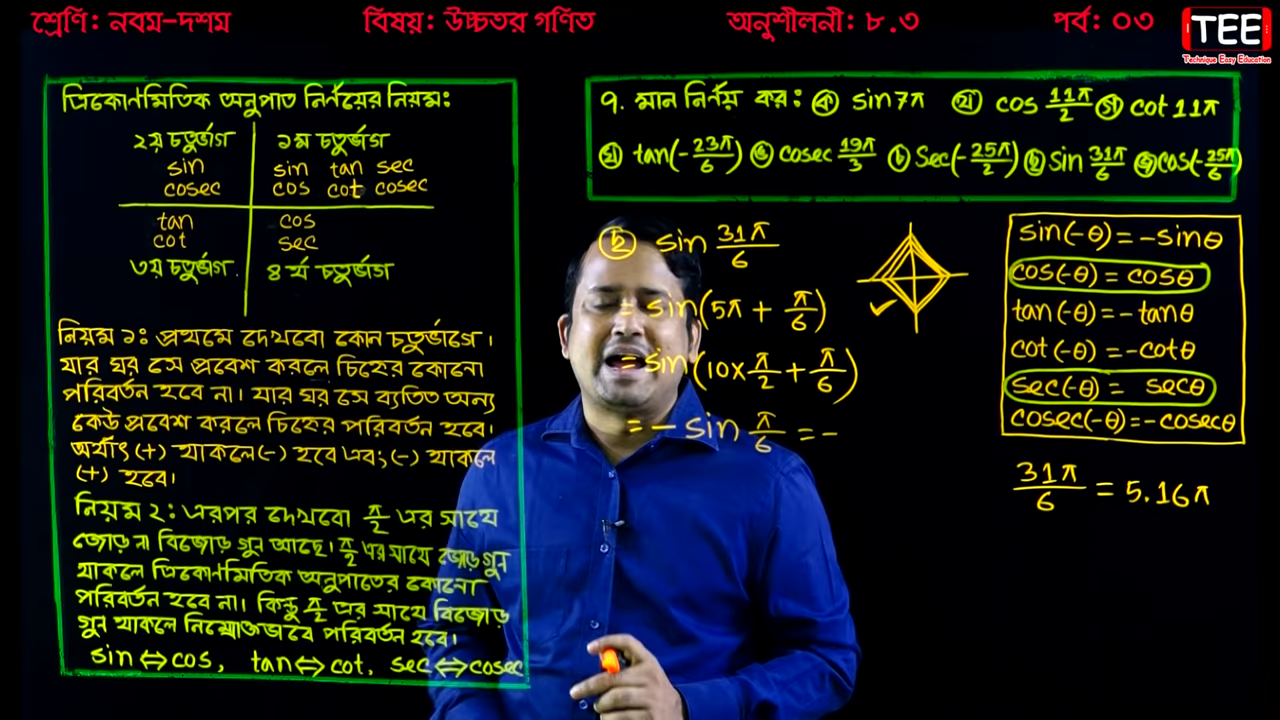 শ্রেণি: নবম-দশম
বিষয়: উচ্চতর গণিত
অনুশীলনী: ৮.৩
পর্ব: ০৩
TEE
Technique Easy Education
ত্রিকোণমিতিক অনুপাত নির্ণয়ের নিয়ম:
২য় চতুর্ভাগ
sin
cosec
১ম চতুর্ভাগ
sin tan sec
cos cot cosec
tan
cot
৩য় চতুর্ভাগ
cos
sec
৪র্থ চতুর্ভাগ
নিয়ম ১: প্রথমে দেখবো কোন চতুর্ভাগে।
যার ঘর সে প্রবেশ করলে চিহ্নের কোনো
পরিবর্তন হবে না। যার ঘর সে ব্যতিত অন্য
কেউ প্রবেশ করলে চিহ্নের পরিবর্তন হবে।
অর্থাৎ (+) থাকলে (-) হবে এবং (-) থাকলে
(+) হবে।
নিয়ম ২: এরপর দেখবো π/2 এর সাথে
জোড় না বিজোড় গুন আছে। π/2 এর সাথে জোড় গুন
থাকলে ত্রিকোণমিতিক অনুপাতের কোনো
পরিবর্তন হবে না। কিন্তু π/2 এর সাথে বিজোড়
গুন থাকলে নিম্মোক্তভাবে পরিবর্তন হবে।
sin⇔cos, tan⇔cot, sec⇔cosec
৭. মান নির্ণয় কর: ক sin7π খ cos 11π/2 গ cot 11π
ঘ tan(-23π/6) ঙ cosec 19π/3 চ Sec(-25π/2) ছ sin 31π/6 জ cos(-25π/6)
sin 31π/6
= sin(5π + π/6)
= sin(10×π/2 + π/6)
= - sin π/6 = -
sin(-θ) = -sinθ
cos(-θ) = cosθ
tan(-θ) = -tanθ
cot(-θ) = -cotθ
sec(-θ) = secθ
cosec(-θ) = -cosecθ
31π/6 = 5.16π